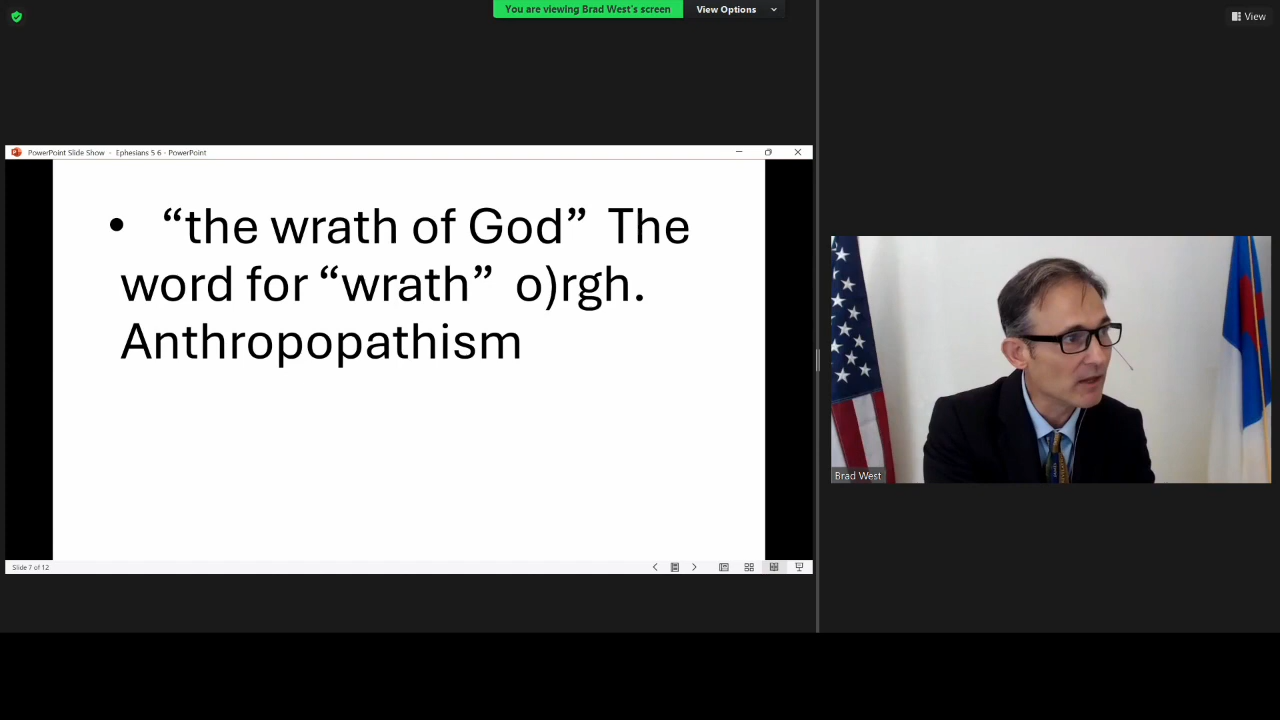 You are viewing Brad West's screen
View Options
View
PowerPoint Slide Show - Ephesians 5 6 - PowerPoint
• “the wrath of God” The
word for “wrath” o)rgh.
Anthropopathism
Brad West
Slide 7 of 12